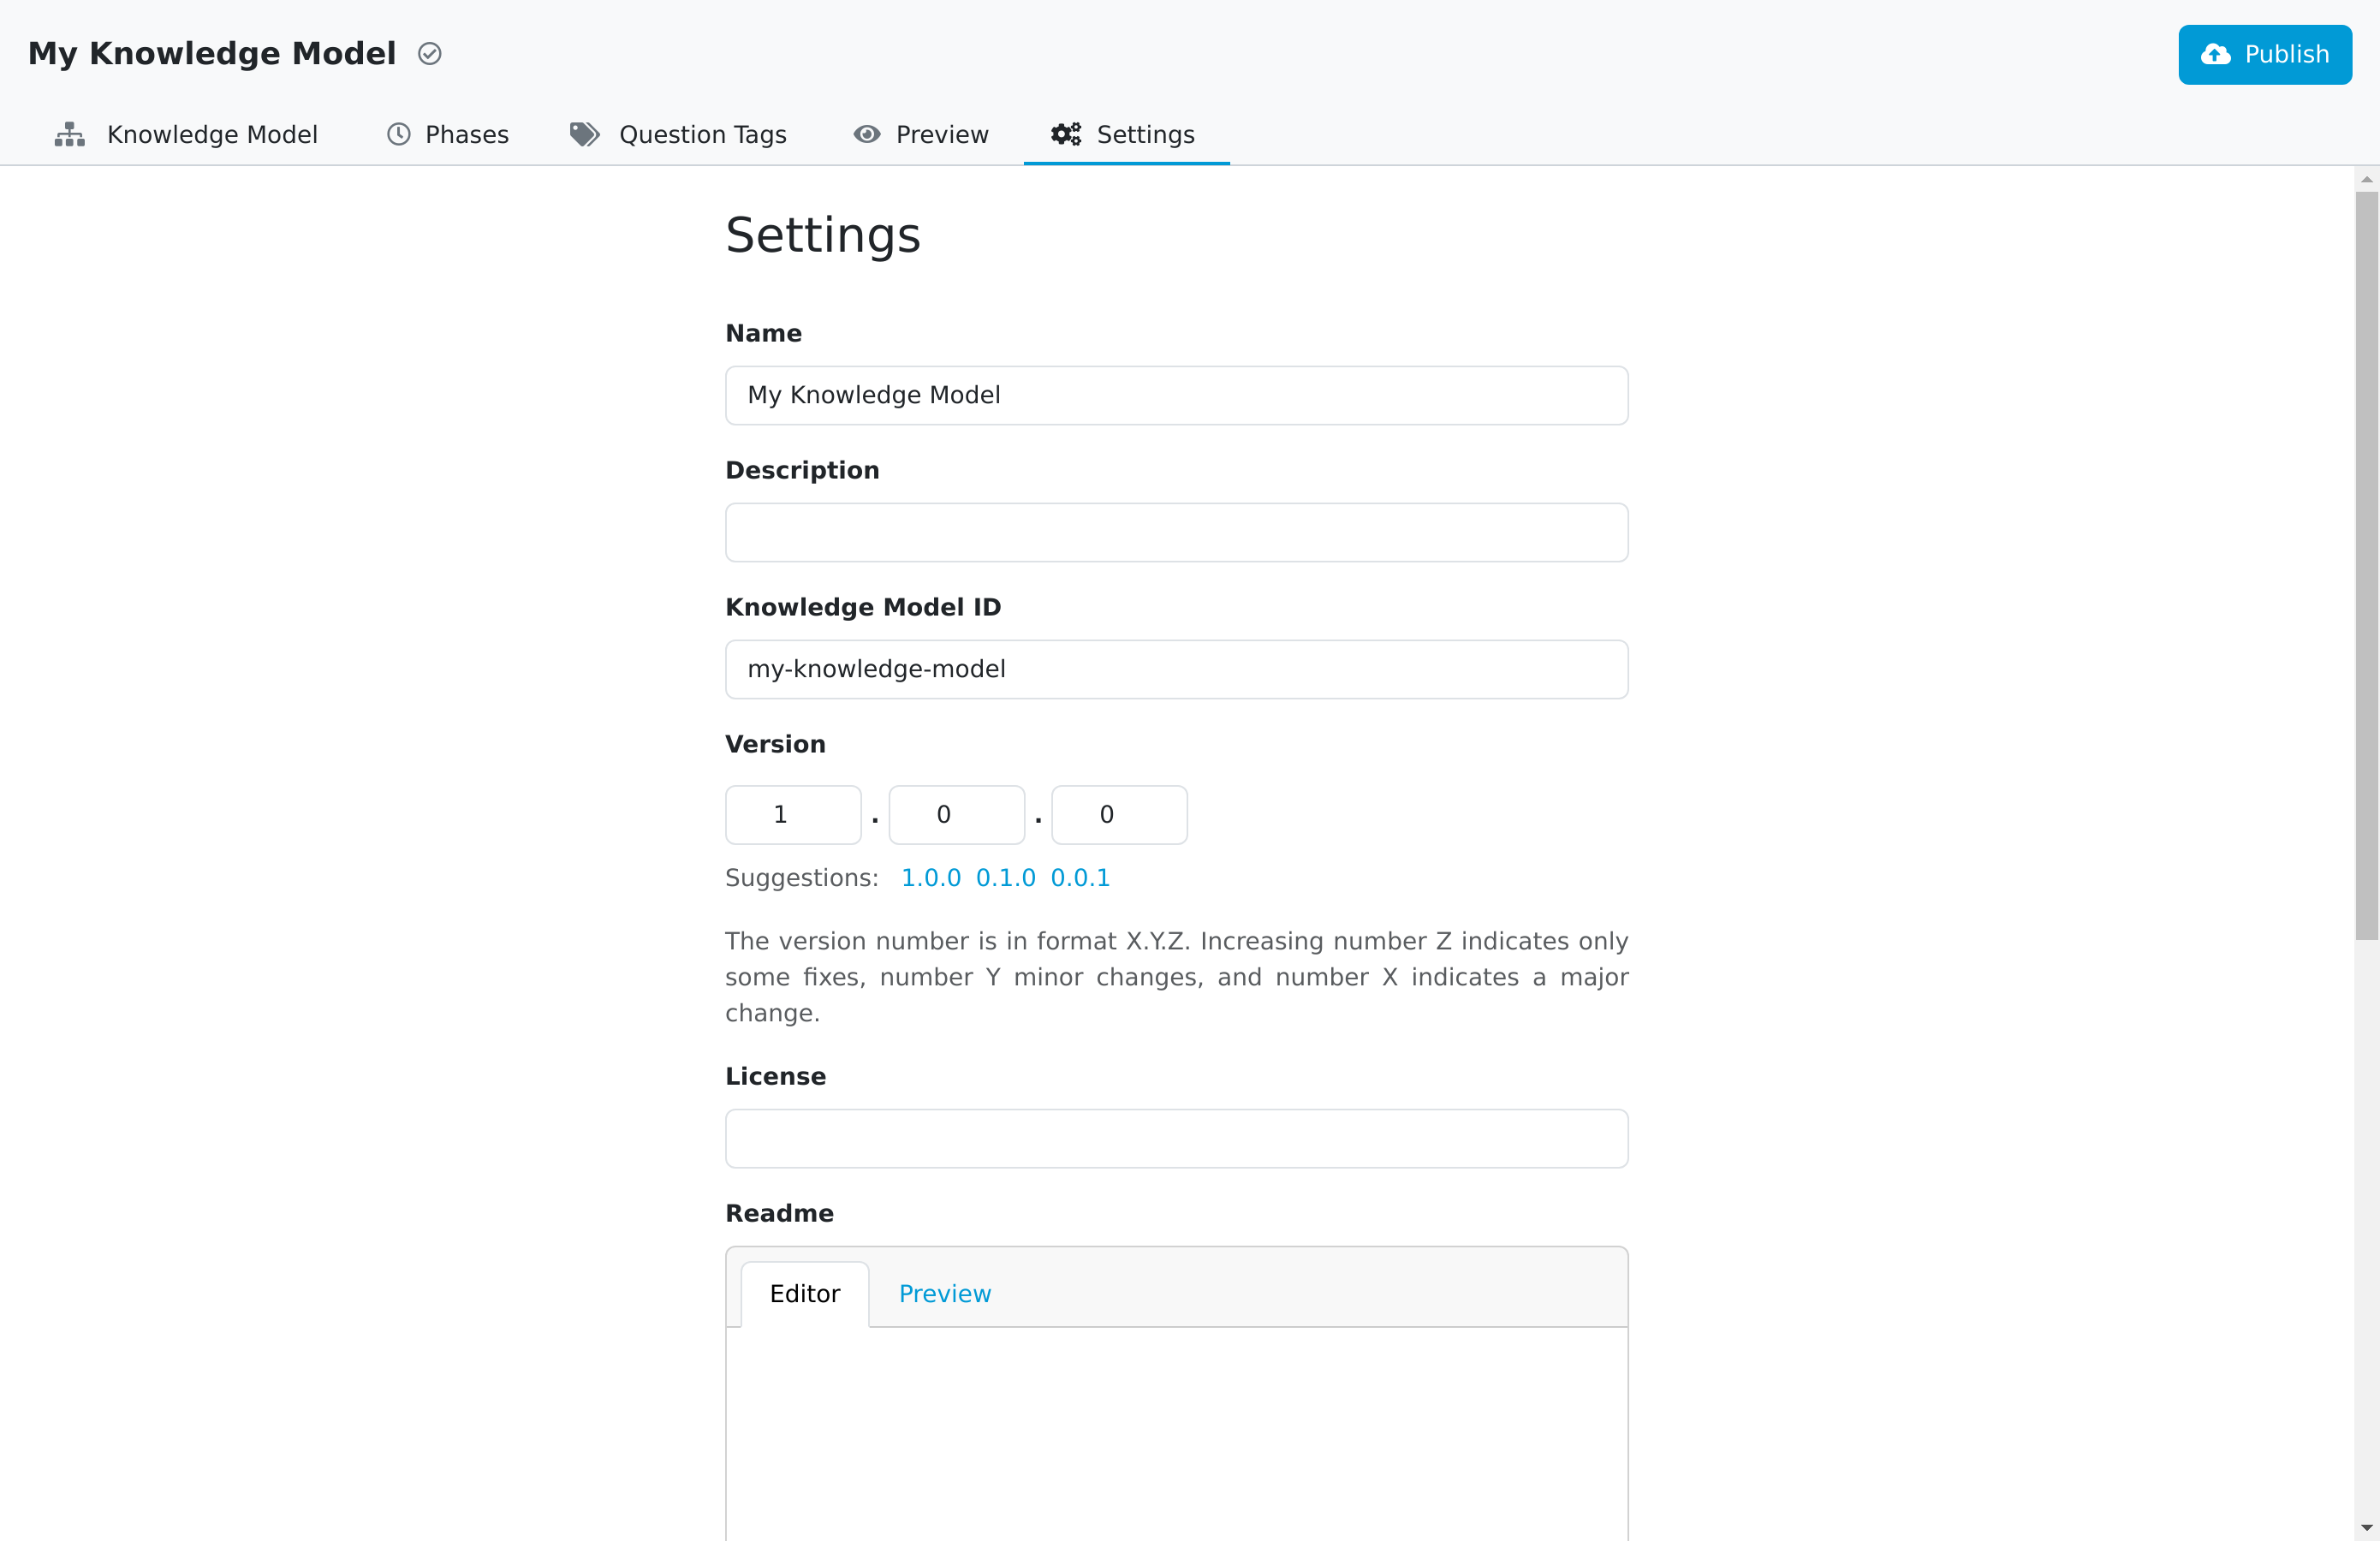 My Knowledge Model
Publish
Knowledge Model
Phases
Question Tags
Preview
Settings
Settings
Name
My Knowledge Model
Description
Knowledge Model ID
my-knowledge-model
Version
1 . 0 . 0
Suggestions: 1.0.0 0.1.0 0.0.1
The version number is in format X.Y.Z. Increasing number Z indicates only
some fixes, number Y minor changes, and number X indicates a major
change.
License
Readme
Editor Preview